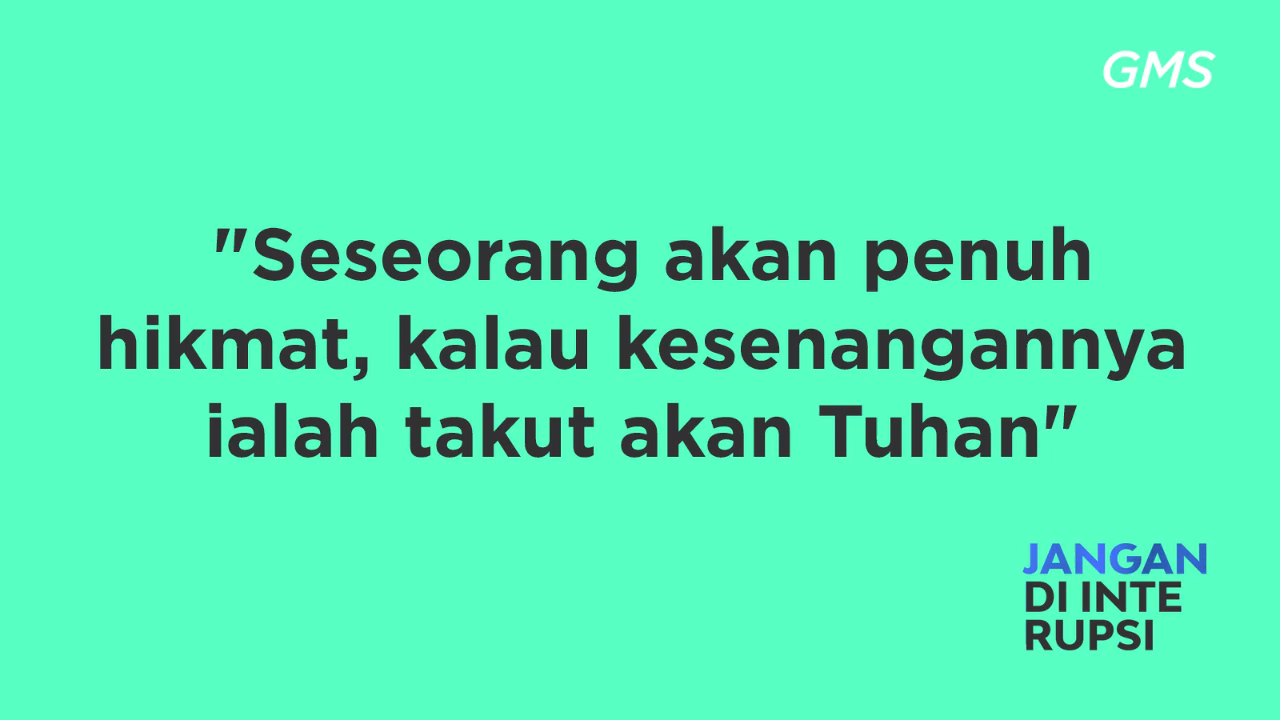 GMS
"Seseorang akan penuh
hikmat, kalau kesenangannya
ialah takut akan Tuhan"
JANGAN
DI INTE
RUPSI